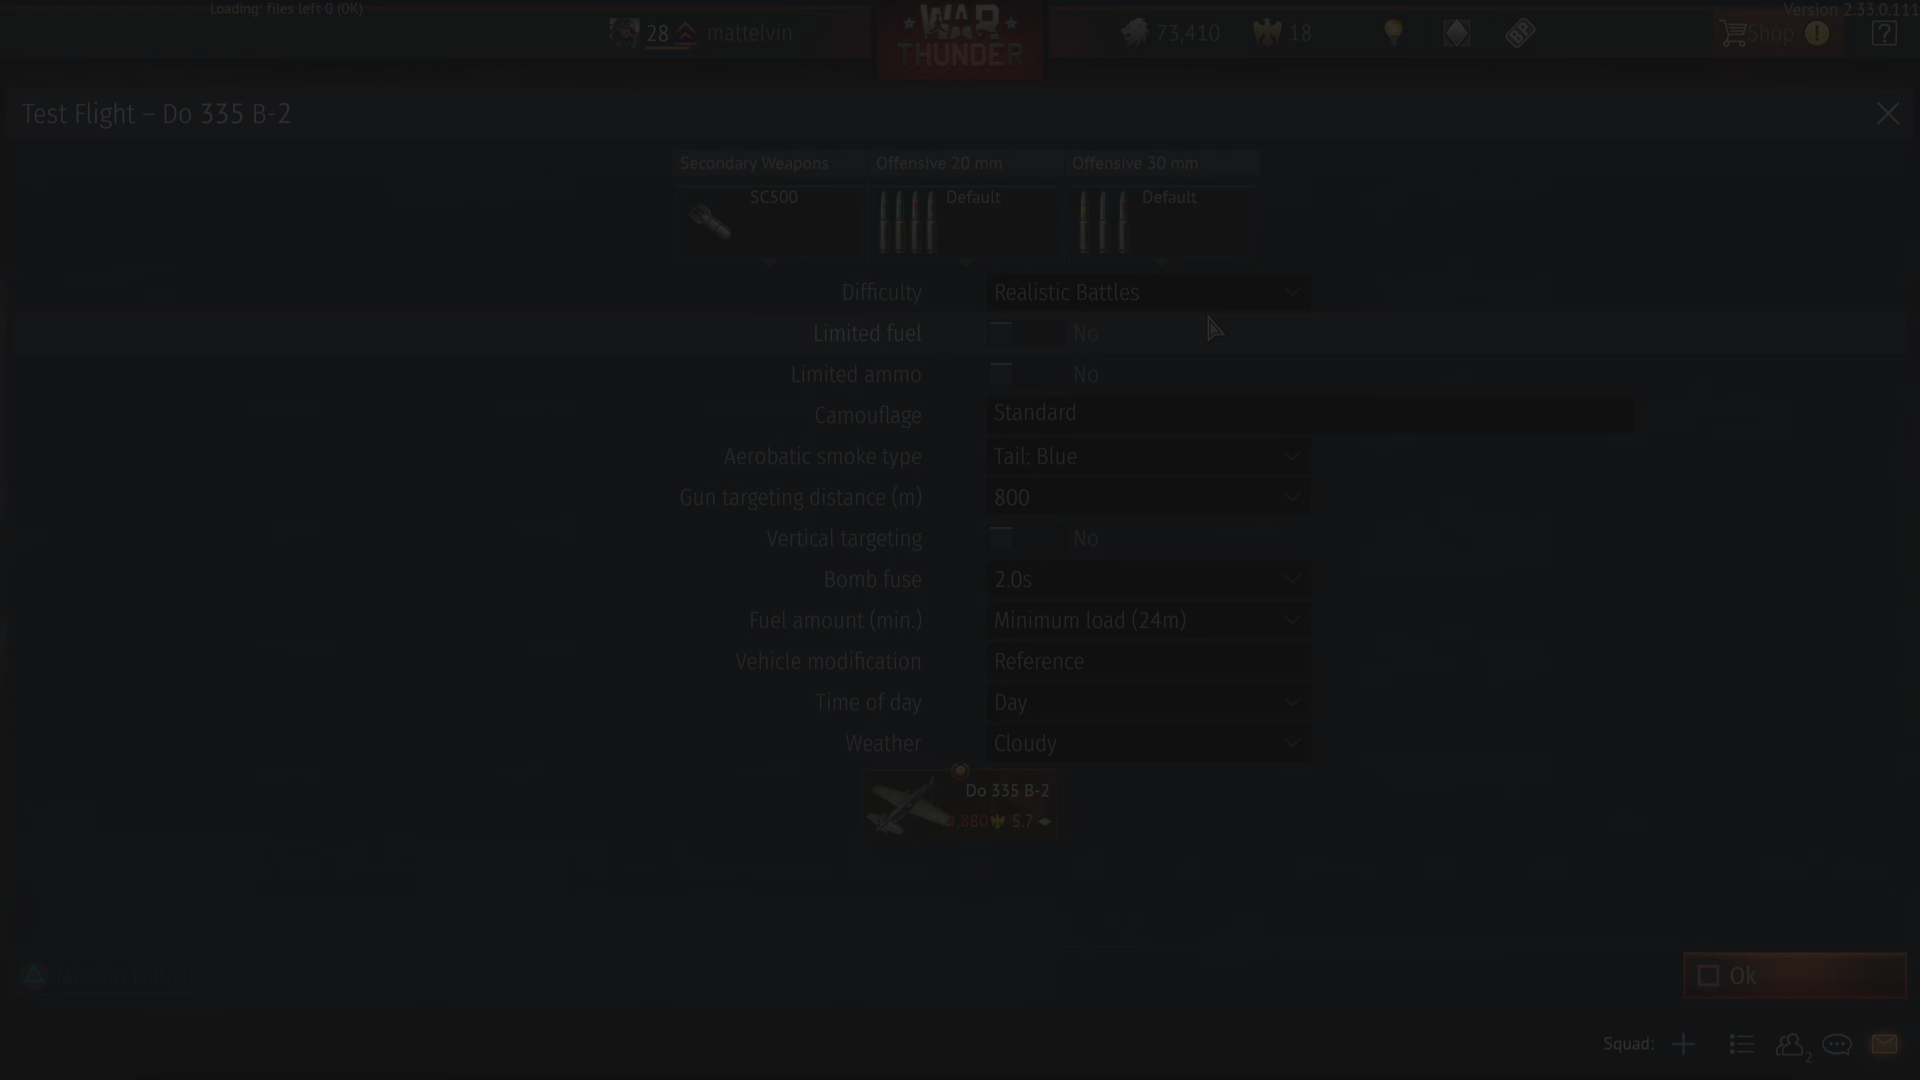 Loading: files left 0 (0K)
Version 2.33.0.111
28 mattelvin
WAR THUNDER
73,410
18
BP
Shop
!
?
Test Flight – Do 335 B-2
Secondary Weapons
Offensive 20 mm
Offensive 30 mm
SC500
Default
Default
Difficulty
Realistic Battles
Limited fuel
No
Limited ammo
No
Camouflage
Standard
Aerobatic smoke type
Tail: Blue
Gun targeting distance (m)
800
Vertical targeting
No
Bomb fuse
2.0s
Fuel amount (min.)
Minimum load (24m)
Vehicle modification
Reference
Time of day
Day
Weather
Cloudy
Do 335 B-2
5.7
Mission Editor
Ok
Squad:
2